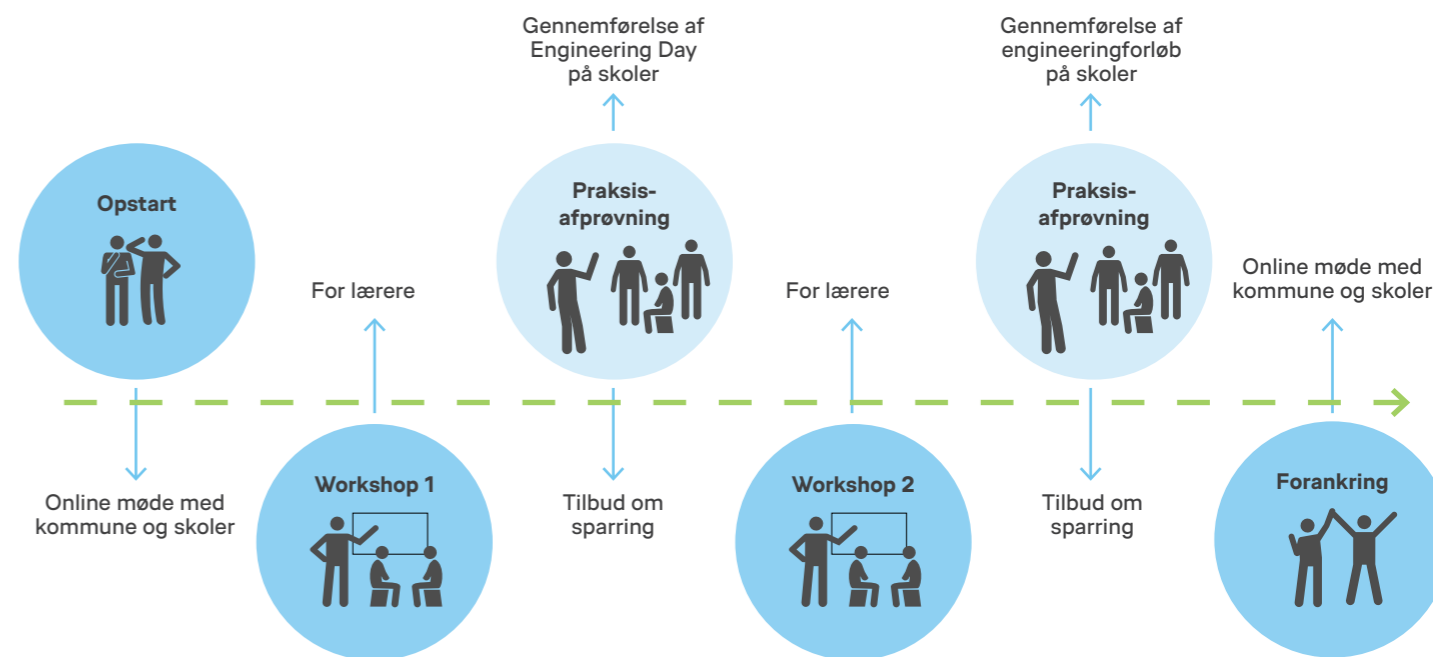 Opstart
Online møde med
kommune og skoler
For lærere
Workshop 1
Gennemførelse af
Engineering Day
på skoler
Praksis-
afprøvning
Tilbud om
sparring
For lærere
Workshop 2
Gennemførelse af
engineeringforløb
på skoler
Praksis-
afprøvning
Tilbud om
sparring
Online møde med
kommune og skoler
Forankring